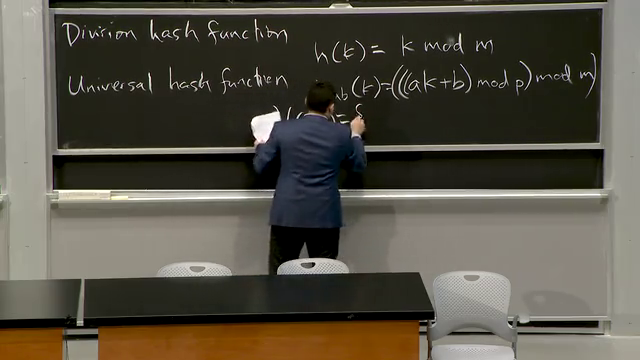 Division hash function
h(k) = k mod m
Universal hash function ab(k) = (((ak+b) mod p) mod m)
) ( = {